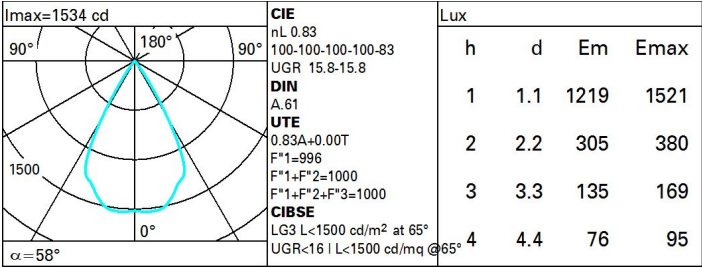 Imax=1534 cd
90°
180°
90°
1500
0°
α=58°
CIE
nL 0.83
100-100-100-100-83
UGR 15.8-15.8
DIN
A.61
UTE
0.83A+0.00T
F"1=996
F"1+F"2=1000
F"1+F"2+F"3=1000
CIBSE
LG3 L<1500 cd/m² at 65°
UGR<16 | L<1500 cd/mq @65°
Lux
h d Em Emax
1 1.1 1219 1521
2 2.2 305 380
3 3.3 135 169
4 4.4 76 95